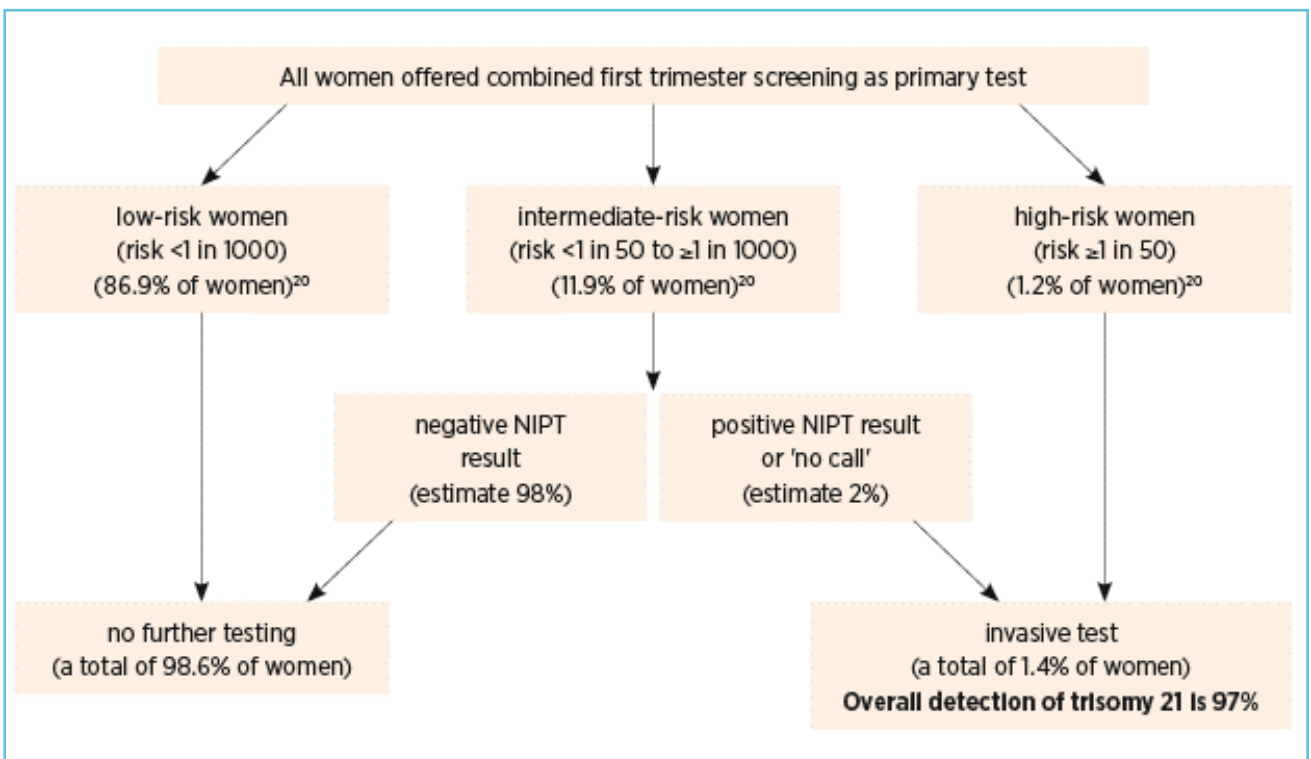 All women offered combined first trimester screening as primary test
low-risk women
(risk <1 in 1000)
(86.9% of women)²⁰
intermediate-risk women
(risk <1 in 50 to ≥1 in 1000)
(11.9% of women)²⁰
high-risk women
(risk ≥1 in 50)
(1.2% of women)²⁰
negative NIPT
result
(estimate 98%)
positive NIPT result
or 'no call'
(estimate 2%)
no further testing
(a total of 98.6% of women)
invasive test
(a total of 1.4% of women)
Overall detection of trisomy 21 is 97%